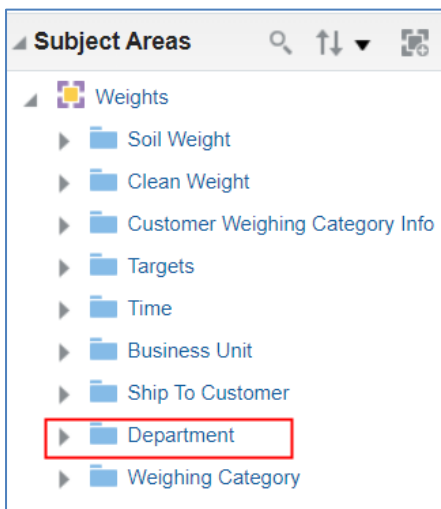 Subject Areas
Weights
Soil Weight
Clean Weight
Customer Weighing Category Info
Targets
Time
Business Unit
Ship To Customer
Department
Weighing Category